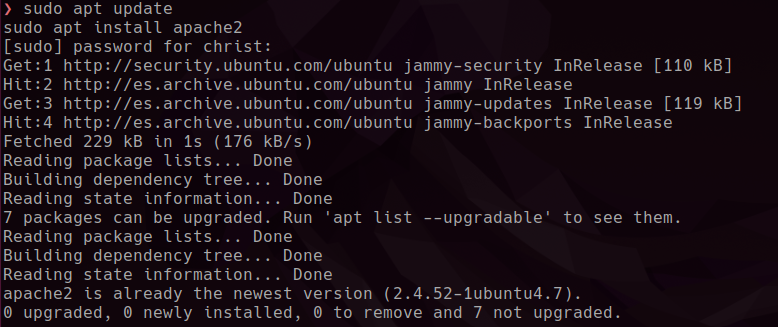 ❯ sudo apt update
sudo apt install apache2
[sudo] password for christ:
Get:1 http://security.ubuntu.com/ubuntu jammy-security InRelease [110 kB]
Hit:2 http://es.archive.ubuntu.com/ubuntu jammy InRelease
Get:3 http://es.archive.ubuntu.com/ubuntu jammy-updates InRelease [119 kB]
Hit:4 http://es.archive.ubuntu.com/ubuntu jammy-backports InRelease
Fetched 229 kB in 1s (176 kB/s)
Reading package lists... Done
Building dependency tree... Done
Reading state information... Done
7 packages can be upgraded. Run 'apt list --upgradable' to see them.
Reading package lists... Done
Building dependency tree... Done
Reading state information... Done
apache2 is already the newest version (2.4.52-1ubuntu4.7).
0 upgraded, 0 newly installed, 0 to remove and 7 not upgraded.